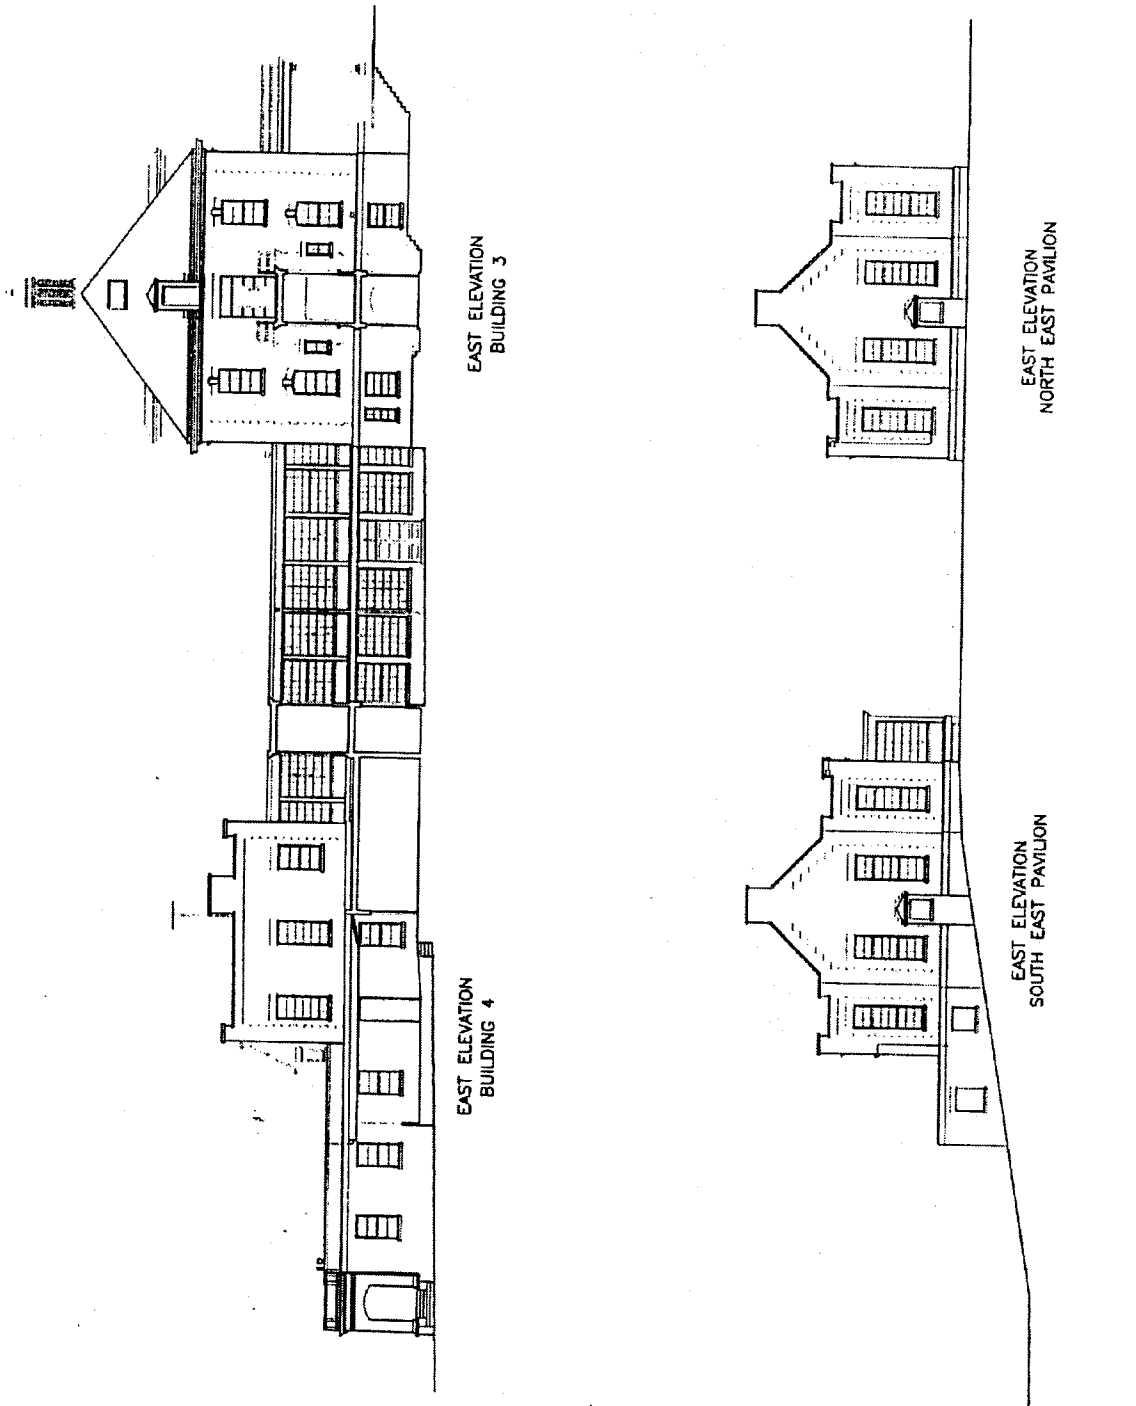 EAST ELEVATION
BUILDING 4
EAST ELEVATION
BUILDING 3
EAST ELEVATION
SOUTH EAST PAVILION
EAST ELEVATION
NORTH EAST PAVILION